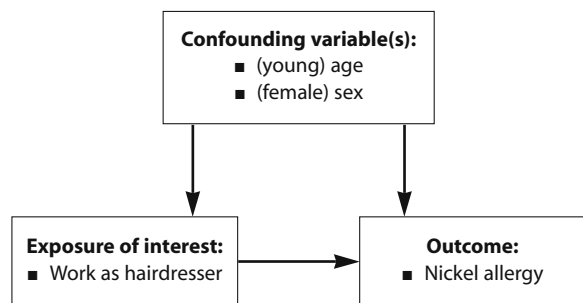 Confounding variable(s):
■ (young) age
■ (female) sex
Exposure of interest:
■ Work as hairdresser
Outcome:
■ Nickel allergy